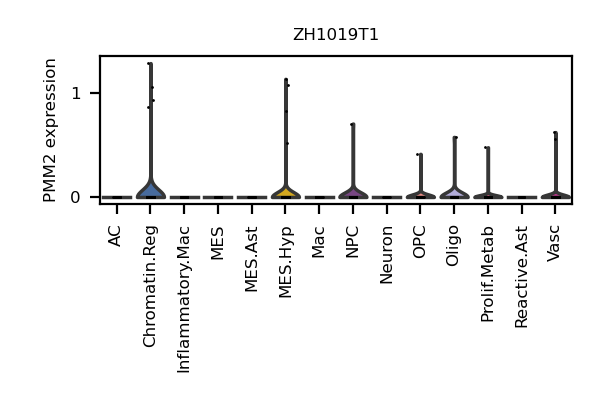 ZH1019T1
PMM2 expression
1
0
AC
Chromatin.Reg
Inflammatory.Mac
MES
MES.Ast
MES.Hyp
Mac
NPC
Neuron
OPC
Oligo
Prolif.Metab
Reactive.Ast
Vasc